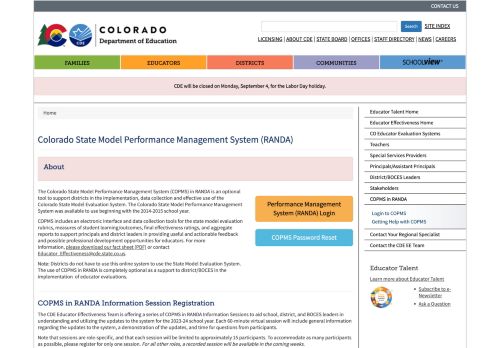 CONTACT US
COLORADO
Department of Education
CDE
Search
SITE INDEX
LICENSING | ABOUT CDE | STATE BOARD | OFFICES | STAFF DIRECTORY | NEWS | CAREERS
FAMILIES
EDUCATORS
DISTRICTS
COMMUNITIES
SCHOOLVIEW
CDE will be closed on Monday, September 4, for the Labor Day holiday.
Home
Colorado State Model Performance Management System (RANDA)
About
The Colorado State Model Performance Management System (COPMS) in RANDA is an optional
tool to support districts in the implementation, data collection and effective use of the
Colorado State Model Evaluation System. The Colorado State Model Performance Management
System was available to use beginning with the 2014-2015 school year.
COPMS includes an electronic interface and data collection tools for the state model evaluation
rubrics, measures of student learning/outcomes, final effectiveness ratings, and aggregate
reports to support principals and district leaders in providing useful and actionable feedback
and possible professional development opportunities for educators. For more
information, please download our fact sheet (PDF) or contact
Educator_Effectiveness@cde.state.co.us.
Note: Districts do not have to use this online system to use the State Model Evaluation System.
The use of COPMS in RANDA is completely optional as a support to district/BOCES in the
implementation of educator evaluations.
Performance Management
System (RANDA) Login
COPMS Password Reset
COPMS in RANDA Information Session Registration
The CDE Educator Effectiveness Team is offering a series of COPMS in RANDA Information Sessions to aid school, district, and BOCES leaders in
understanding and utilizing the updates to the system for the 2023-24 school year. Each 60-minute virtual session will include general information
regarding the updates to the system, a demonstration of the updates, and time for questions from participants.
Note that sessions are role specific, and that each session will be limited to approximately 15 participants. To accommodate as many participants
as possible, please register for only one session. For all other roles, a recorded session will be available in the coming weeks.
Educator Talent Home
Educator Effectiveness Home
CO Educator Evaluation Systems
Teachers
Special Services Providers
Principals/Assistant Principals
District/BOCES Leaders
Stakeholders
COPMS in RANDA
Login to COPMS
Getting Help with COPMS
Contact Your Regional Specialist
Contact the CDE EE Team
Educator Talent
Learn more about Educator Talent
Subscribe to e-
Newsletter
Ask a Question